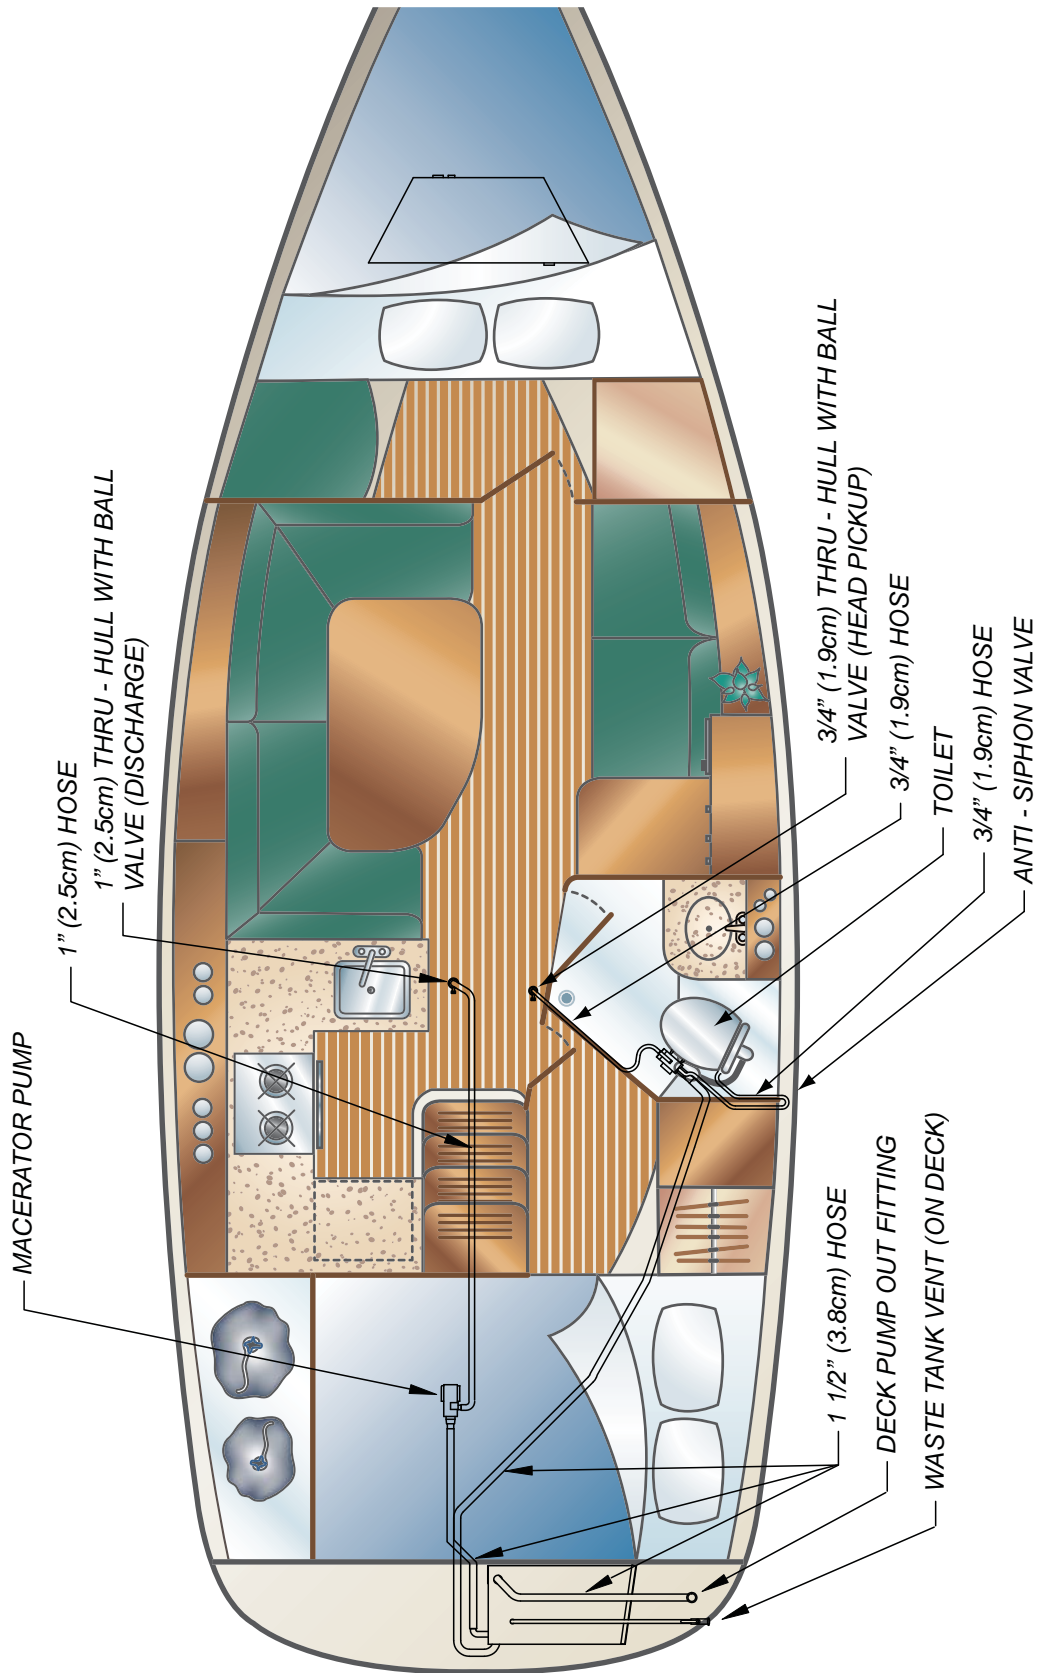 MACERATOR PUMP
1” (2.5cm) HOSE
1” (2.5cm) THRU - HULL WITH BALL
VALVE (DISCHARGE)
3/4” (1.9cm) THRU - HULL WITH BALL
VALVE (HEAD PICKUP)
3/4” (1.9cm) HOSE
TOILET
3/4” (1.9cm) HOSE
ANTI - SIPHON VALVE
1 1/2” (3.8cm) HOSE
DECK PUMP OUT FITTING
WASTE TANK VENT (ON DECK)